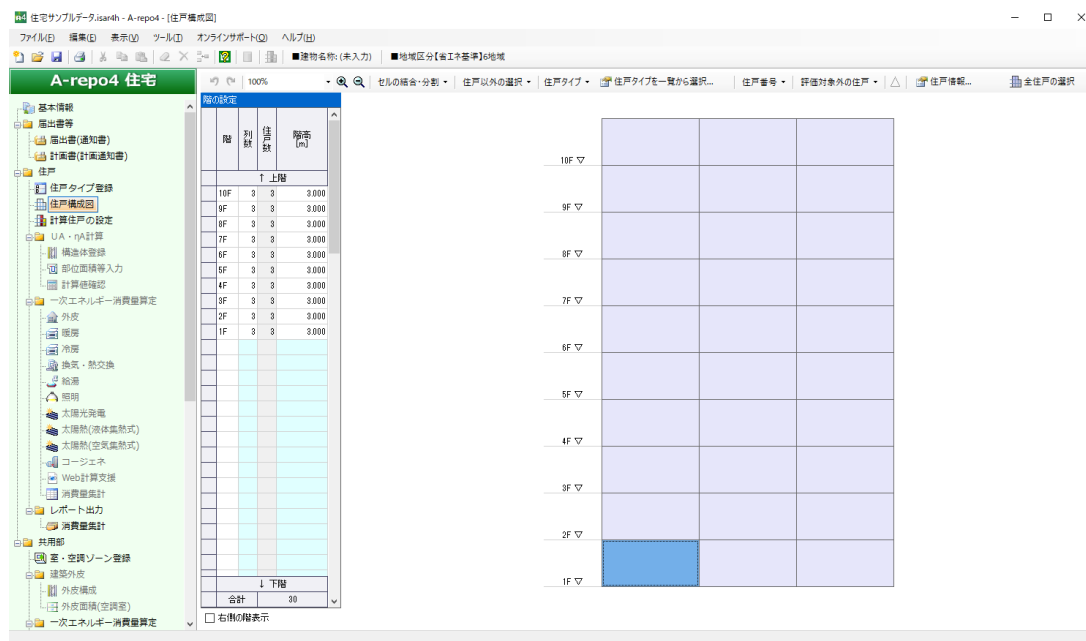 住宅サンプルデータ.isar4h - A-repo4 - [住戸構成図]
ファイル(F) 編集(E) 表示(V) ツール(T) オンラインサポート(O) ヘルプ(H)
■建物名称: (未入力) ■地域区分【省エネ基準】6地域
A-repo4 住宅
100% セルの結合・分割 住戸以外の選択 住戸タイプ 住戸タイプを一覧から選択... 住戸番号 評価対象外の住戸 住戸情報... 全住戸の選択
基本情報
届出書等
届出書(通知書)
計画書(計画通知書)
住戸
住戸タイプ登録
住戸構成図
計算住戸の設定
UA・ηA計算
構造体登録
部位面積等入力
計算値確認
一次エネルギー消費量算定
外皮
暖房
冷房
換気・熱交換
給湯
照明
太陽光発電
太陽熱(液体集熱式)
太陽熱(空気集熱式)
コージェネ
Web計算支援
消費量集計
レポート出力
消費量集計
共用部
室・空調ゾーン登録
建築外皮
外皮構成
外皮面積(空調室)
一次エネルギー消費量算定
階の設定
階 列数 住戸数 階高[m]
↑ 上階
10F 3 3 3.000
9F 3 3 3.000
8F 3 3 3.000
7F 3 3 3.000
6F 3 3 3.000
5F 3 3 3.000
4F 3 3 3.000
3F 3 3 3.000
2F 3 3 3.000
1F 3 3 3.000
↓ 下階
合計 30
右側の階表示
10F ▽
9F ▽
8F ▽
7F ▽
6F ▽
5F ▽
4F ▽
3F ▽
2F ▽
1F ▽